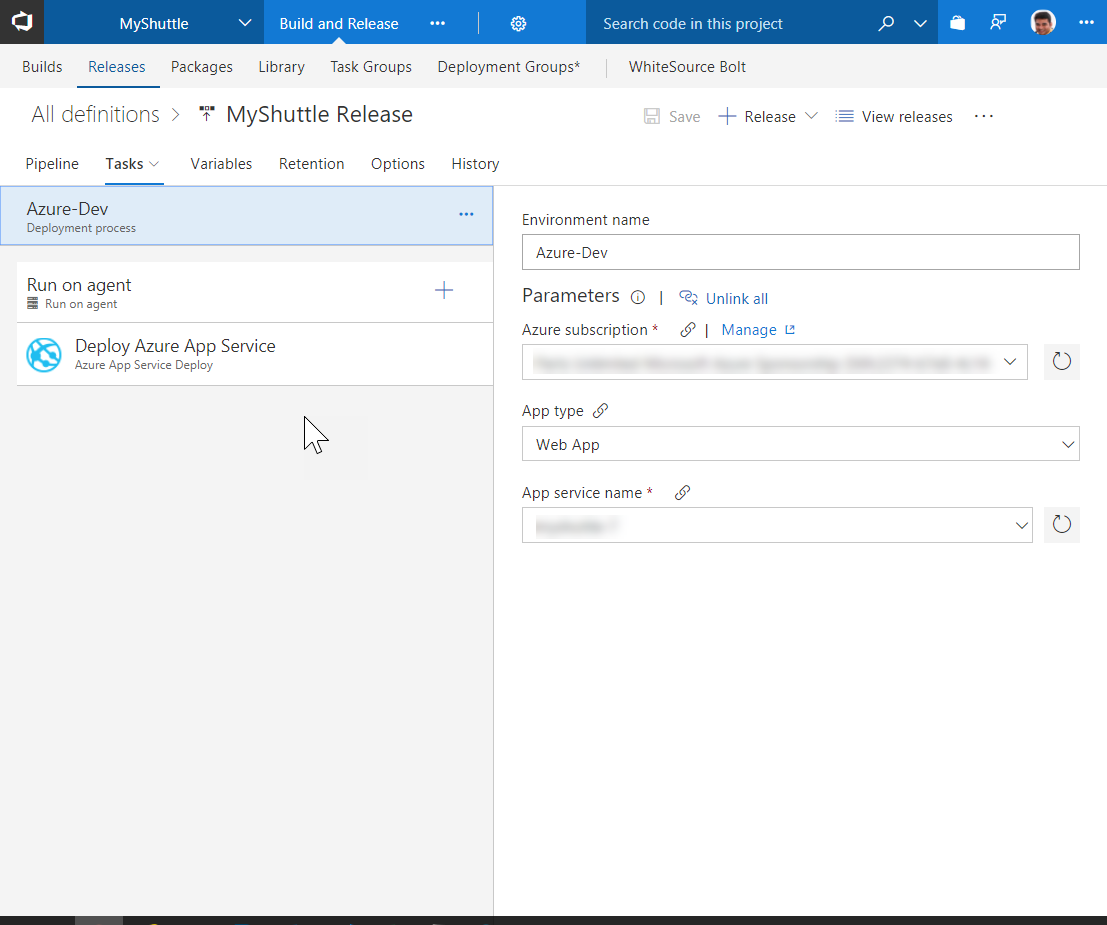 MyShuttle Build and Release ••• Search code in this project •••
Builds Releases Packages Library Task Groups Deployment Groups* | WhiteSource Bolt
All definitions > MyShuttle Release Save + Release View releases ...
Pipeline Tasks Variables Retention Options History
Azure-Dev •••
Deployment process
Run on agent +
Run on agent
Deploy Azure App Service
Azure App Service Deploy
Environment name
Azure-Dev
Parameters | Unlink all
Azure subscription * | Manage
App type
Web App
App service name *